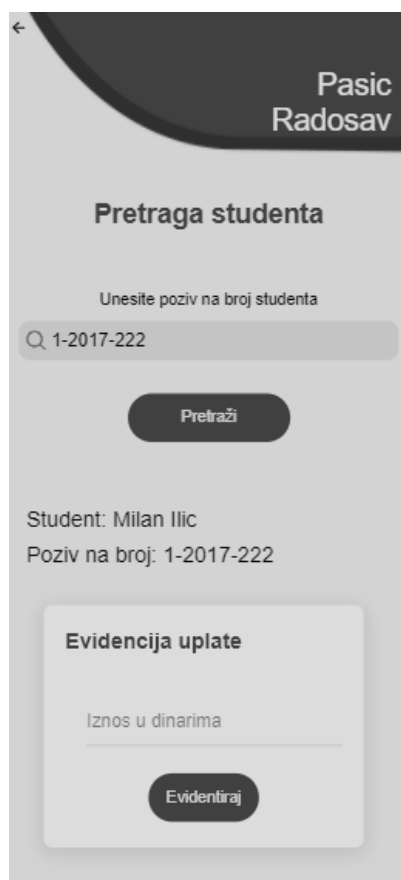 Pasic
Radosav
Pretraga studenta
Unesite poziv na broj studenta
1-2017-222
Pretraži
Student: Milan Ilic
Poziv na broj: 1-2017-222
Evidencija uplate
Iznos u dinarima
Evidentiraj